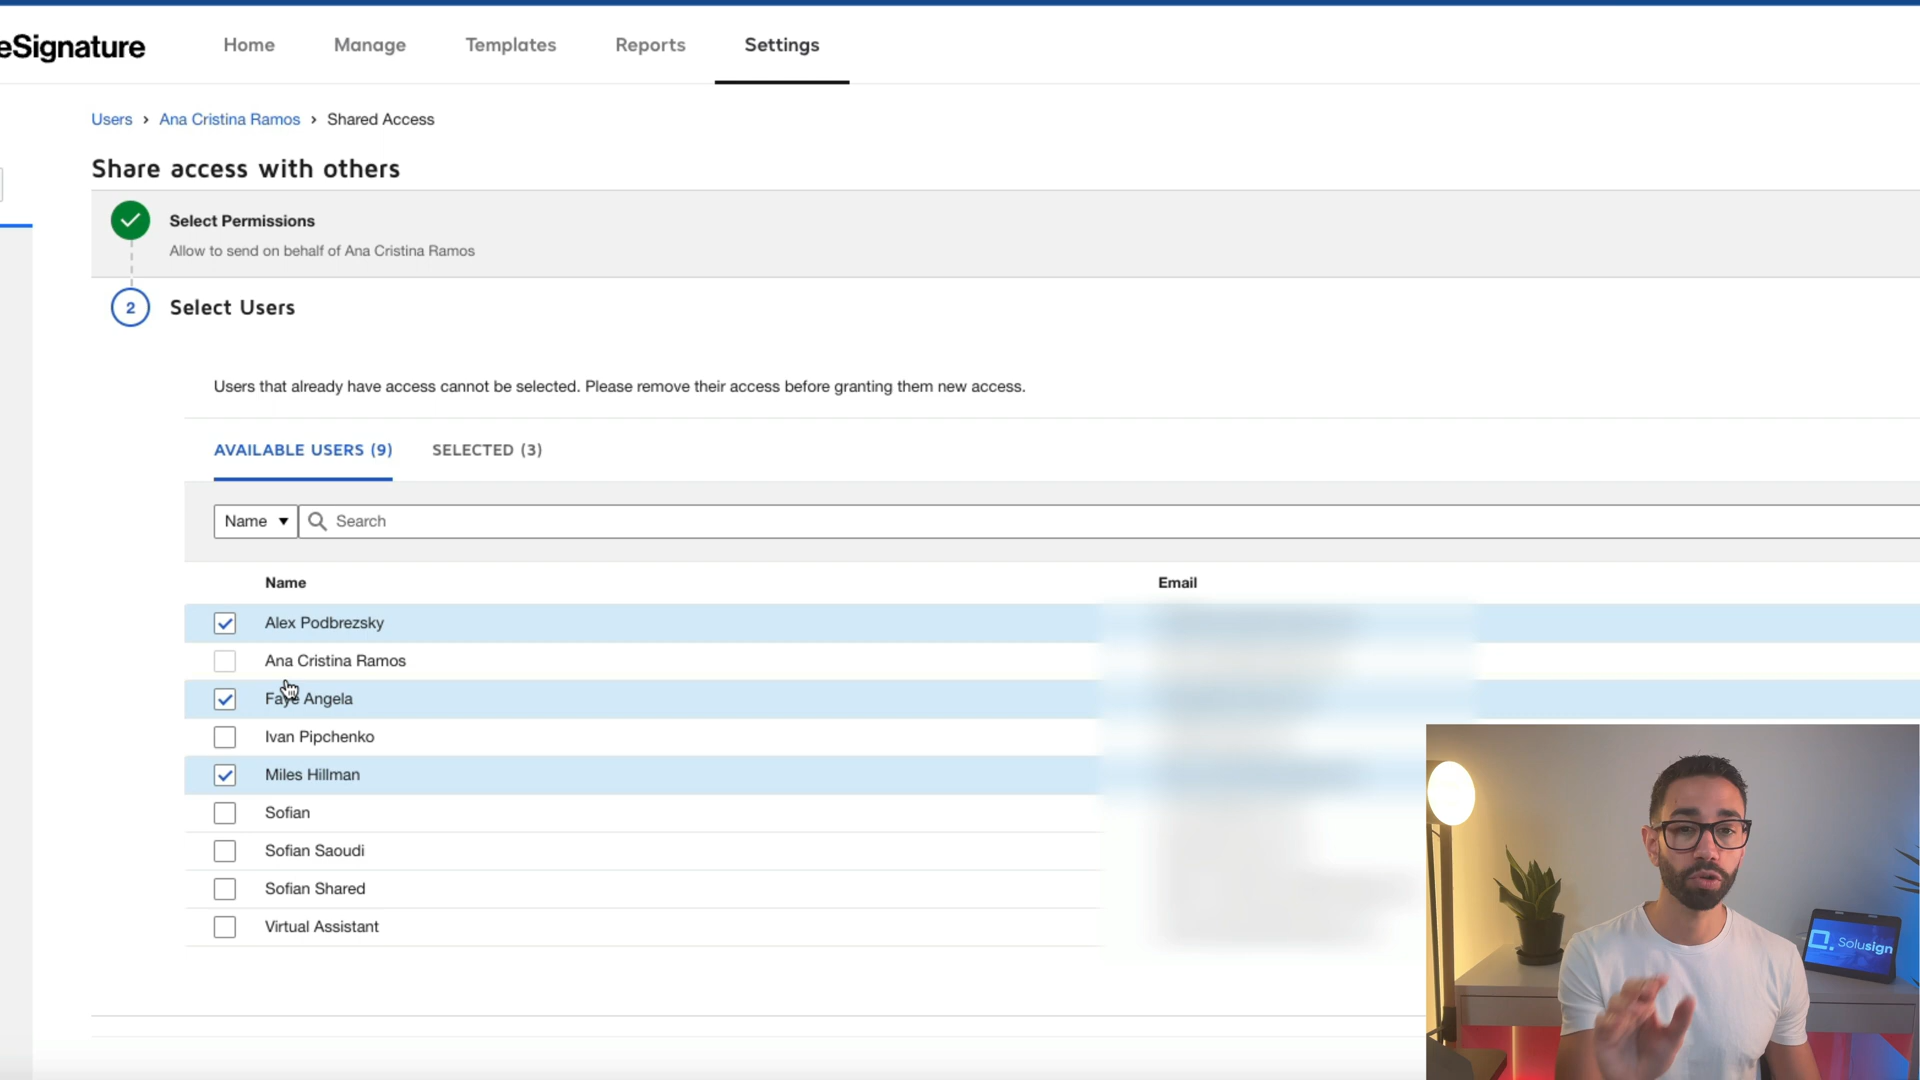 eSignature
Home
Manage
Templates
Reports
Settings
Users › Ana Cristina Ramos › Shared Access
Share access with others
Select Permissions
Allow to send on behalf of Ana Cristina Ramos
2
Select Users
Users that already have access cannot be selected. Please remove their access before granting them new access.
AVAILABLE USERS (9)
SELECTED (3)
Name
Search
Name
Email
Alex Podbrezsky
Ana Cristina Ramos
Faye Angela
Ivan Pipchenko
Miles Hillman
Sofian
Sofian Saoudi
Sofian Shared
Virtual Assistant
Solusign